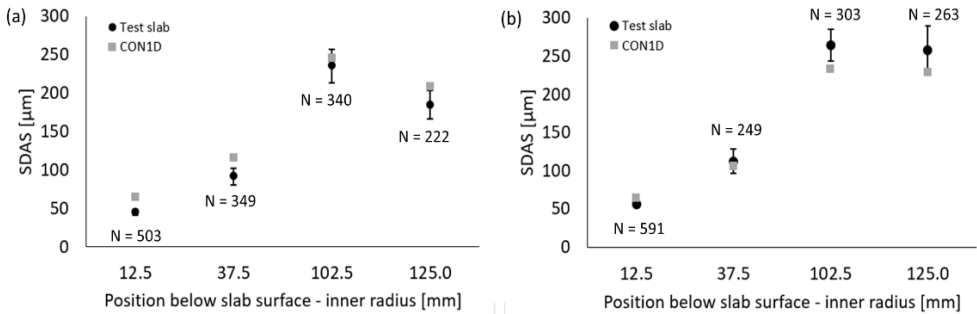 (a)
300
250
200
150
100
50
0
SDAS [µm]
Test slab
CON1D
N = 503
N = 349
N = 340
N = 222
12.5 37.5 102.5 125.0
Position below slab surface - inner radius [mm]
(b)
300
250
200
150
100
50
0
SDAS [µm]
Test slab
CON1D
N = 591
N = 249
N = 303
N = 263
12.5 37.5 102.5 125.0
Position below slab surface - inner radius [mm]